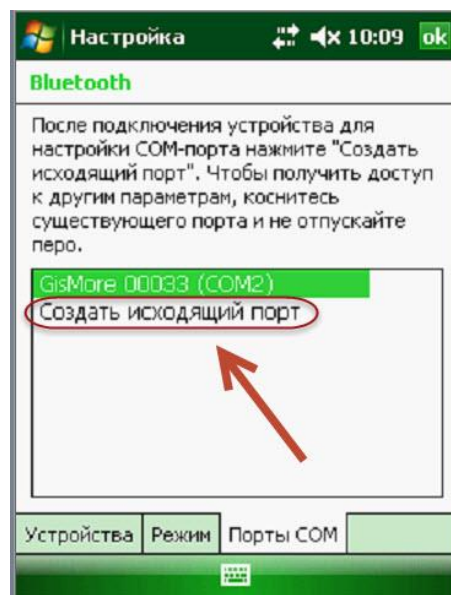 Настройка 10:09 ok
Bluetooth
После подключения устройства для
настройки COM-порта нажмите "Создать
исходящий порт". Чтобы получить доступ
к другим параметрам, коснитесь
существующего порта и не отпускайте
перо.
GisMore 00033 (COM2)
Создать исходящий порт
Устройства Режим Порты COM